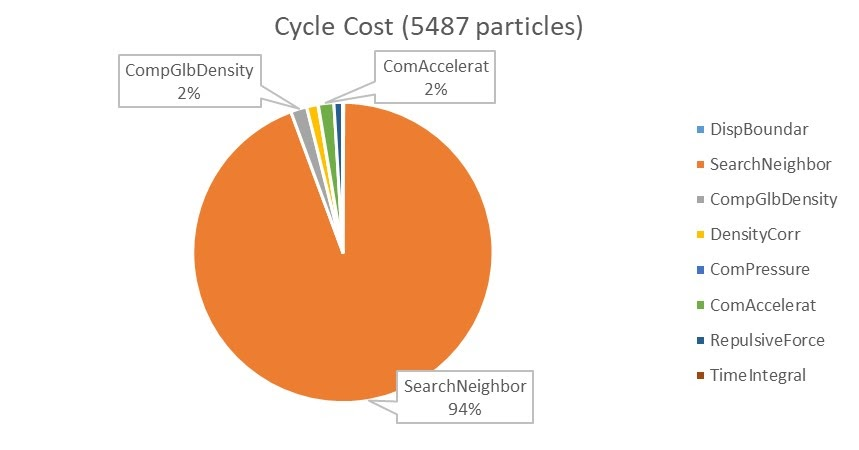 Cycle Cost (5487 particles)
CompGlbDensity
2%
ComAccelerat
2%
SearchNeighbor
94%
DispBoundar
SearchNeighbor
CompGlbDensity
DensityCorr
ComPressure
ComAccelerat
RepulsiveForce
TimeIntegral